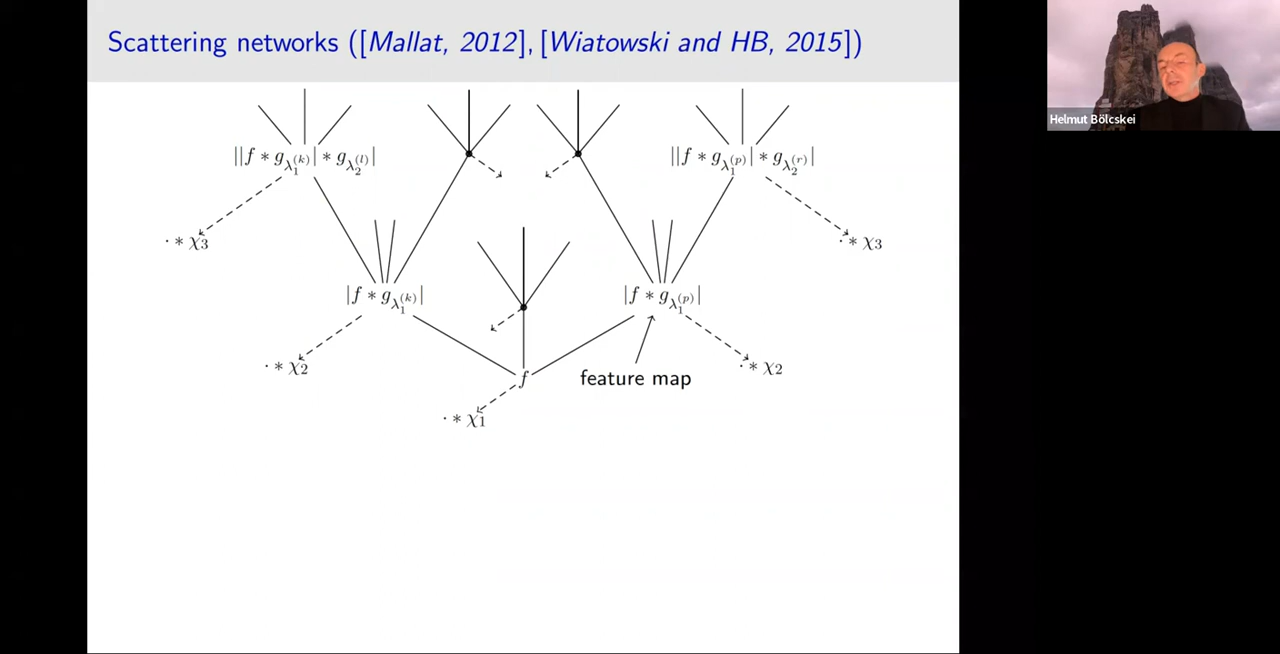 Scattering networks ([Mallat, 2012], [Wiatowski and HB, 2015])
Helmut Bölcskei
||f * g_{λ_1^{(k)}}| * g_{λ_2^{(l)}}|
||f * g_{λ_1^{(p)}}| * g_{λ_2^{(r)}}|
· * χ_3
· * χ_3
|f * g_{λ_1^{(k)}}|
|f * g_{λ_1^{(p)}}|
· * χ_2
f
feature map
· * χ_2
· * χ_1